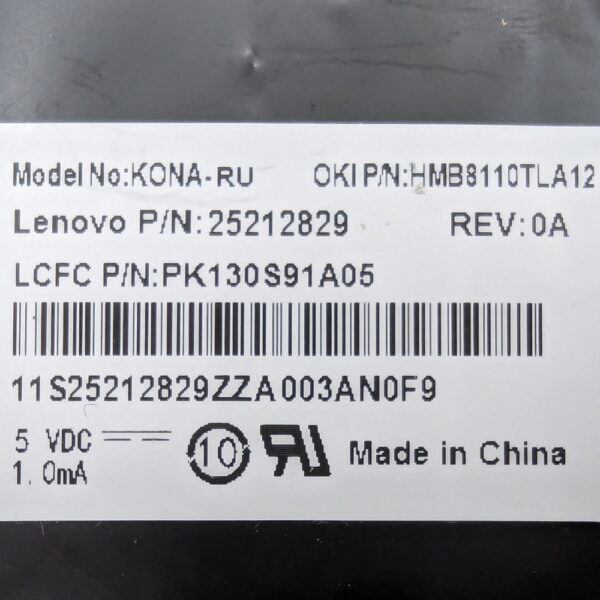 Model No:KONA-RU OKI P/N:HMB8110TLA12
Lenovo P/N:25212829 REV:0A
LCFC P/N:PK130S91A05
11S25212829ZZA003AN0F9
5 VDC
1.0mA
10
Made in China